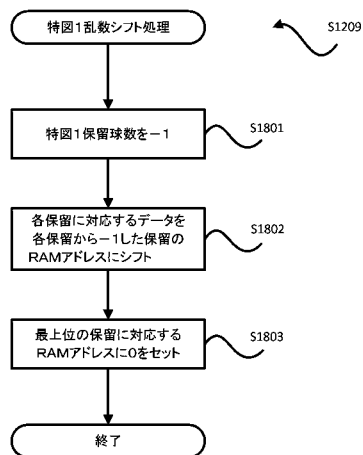 特図１乱数シフト処理
S1209
特図１保留球数を－１
S1801
各保留に対応するデータを
各保留から－１した保留の
RAMアドレスにシフト
S1802
最上位の保留に対応する
RAMアドレスに０をセット
S1803
終了